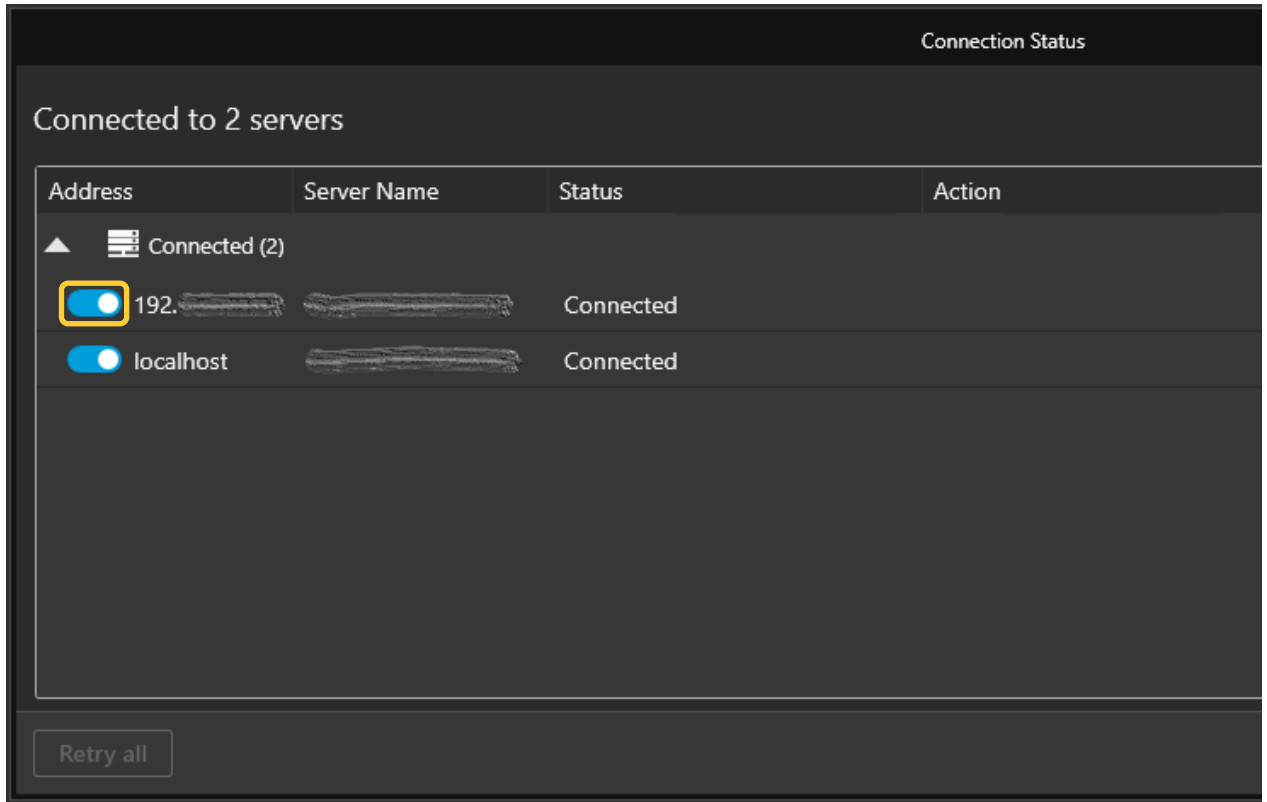 Connection Status
Connected to 2 servers
Address Server Name Status Action
Connected (2)
192. Connected
localhost Connected
Retry all